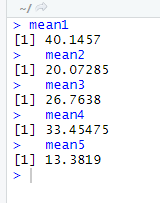 ~/
> mean1
[1] 40.1457
>   mean2
[1] 20.07285
>   mean3
[1] 26.7638
>   mean4
[1] 33.45475
>   mean5
[1] 13.3819
>